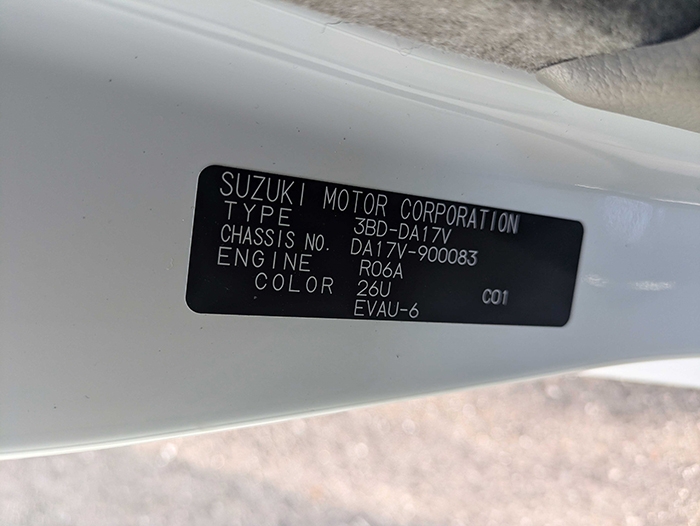 SUZUKI MOTOR CORPORATION
TYPE 3BD-DA17V
CHASSIS NO. DA17V-900083
ENGINE R06A
COLOR 26U C01
EVAU-6